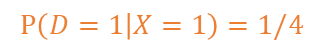 P(D = 1|X = 1) = 1/4